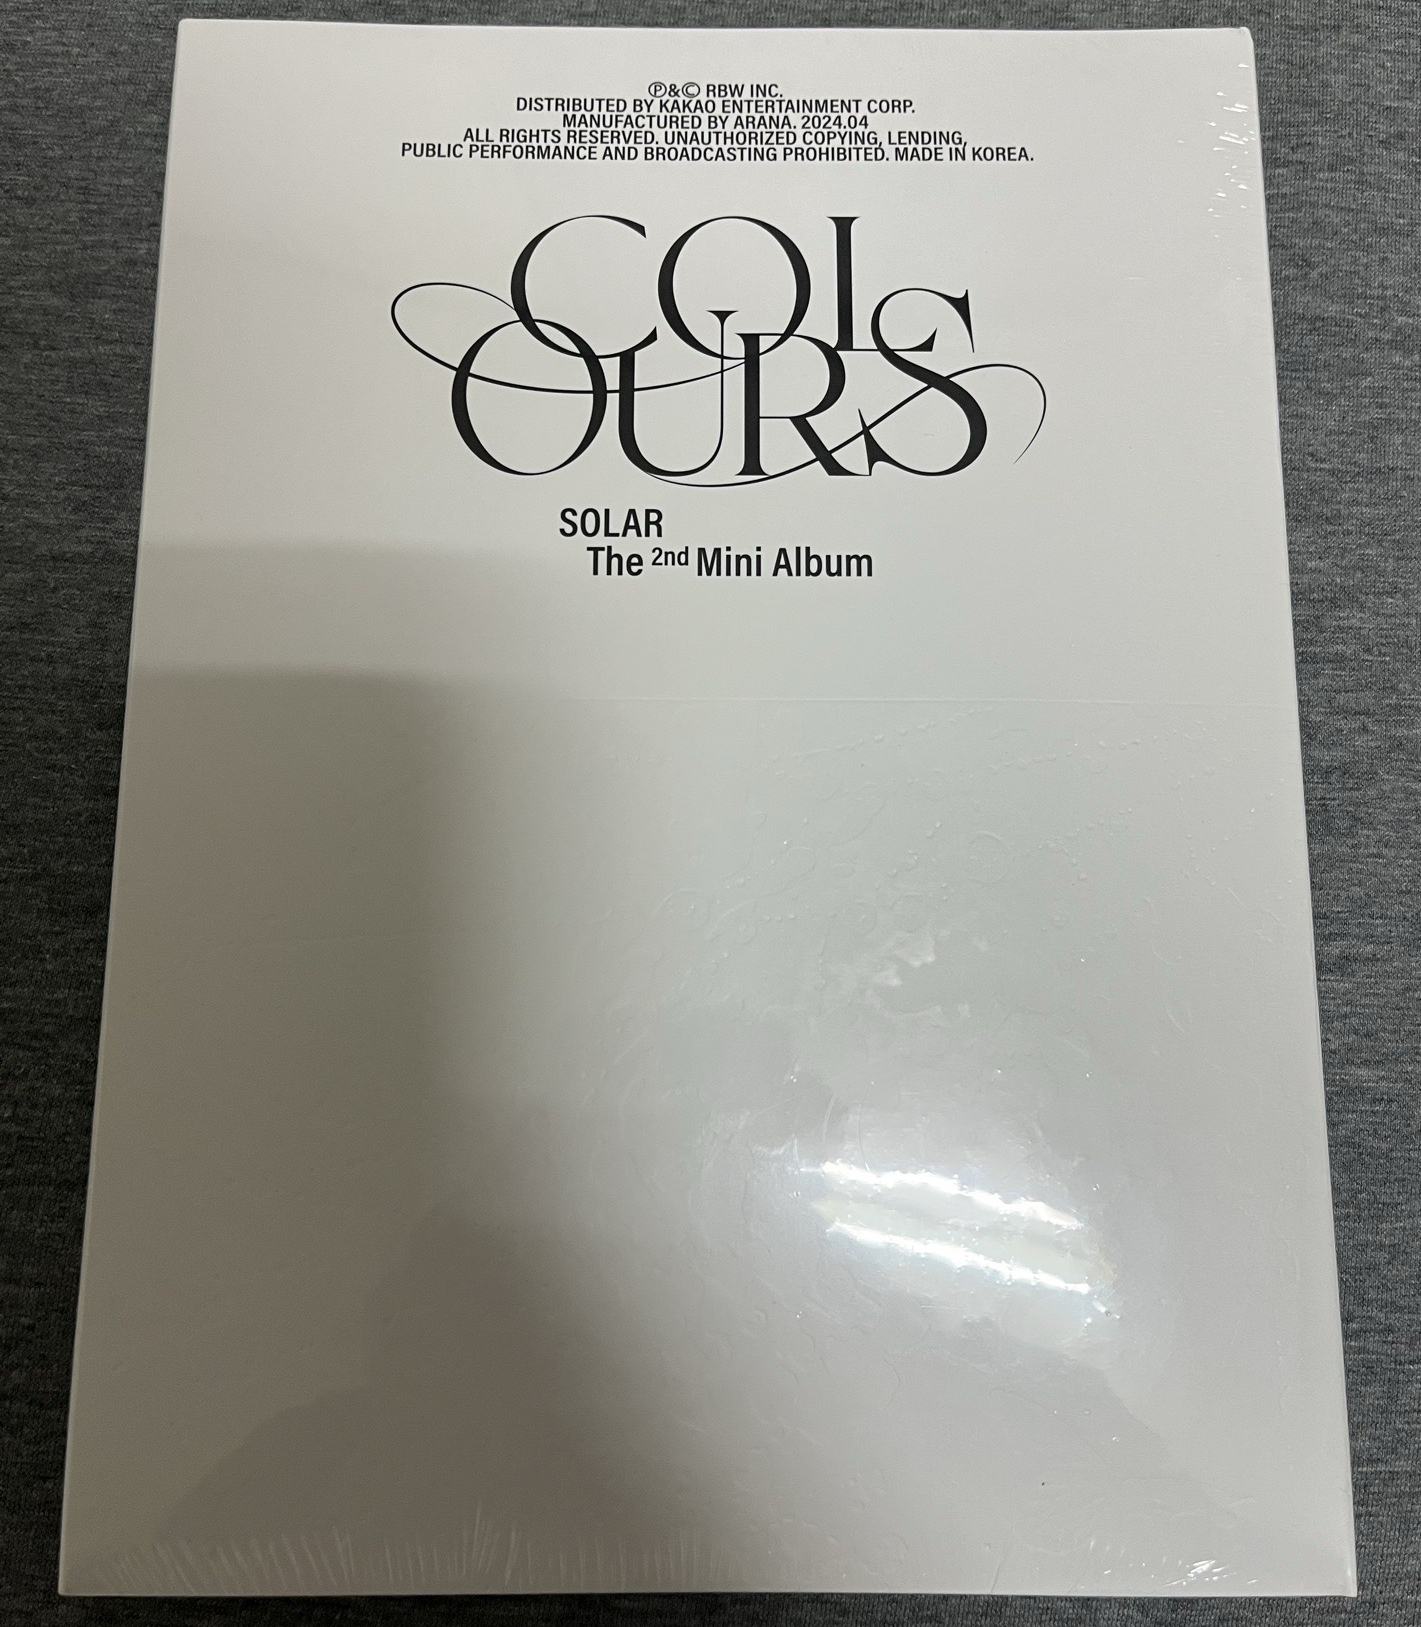 ℗&© RBW INC.
DISTRIBUTED BY KAKAO ENTERTAINMENT CORP.
MANUFACTURED BY ARANA. 2024.04
ALL RIGHTS RESERVED. UNAUTHORIZED COPYING, LENDING,
PUBLIC PERFORMANCE AND BROADCASTING PROHIBITED. MADE IN KOREA.
COL
OURS
SOLAR
The 2nd Mini Album